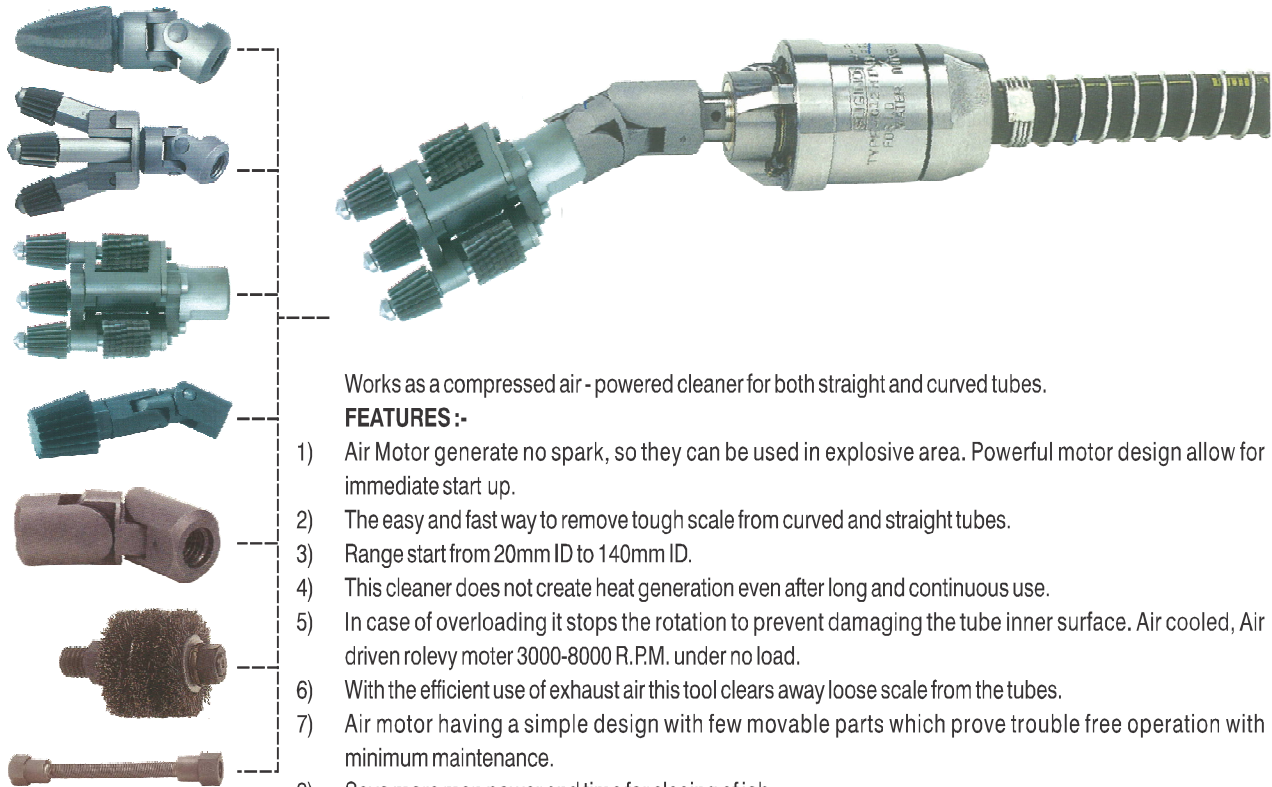 SUGINO
FOR
WATER
Works as a compressed air - powered cleaner for both straight and curved tubes.
FEATURES :-
1) Air Motor generate no spark, so they can be used in explosive area. Powerful motor design allow for
immediate start up.
2) The easy and fast way to remove tough scale from curved and straight tubes.
3) Range start from 20mm ID to 140mm ID.
4) This cleaner does not create heat generation even after long and continuous use.
5) In case of overloading it stops the rotation to prevent damaging the tube inner surface. Air cooled, Air
driven rolevy moter 3000-8000 R.P.M. under no load.
6) With the efficient use of exhaust air this tool clears away loose scale from the tubes.
7) Air motor having a simple design with few movable parts which prove trouble free operation with
minimum maintenance.